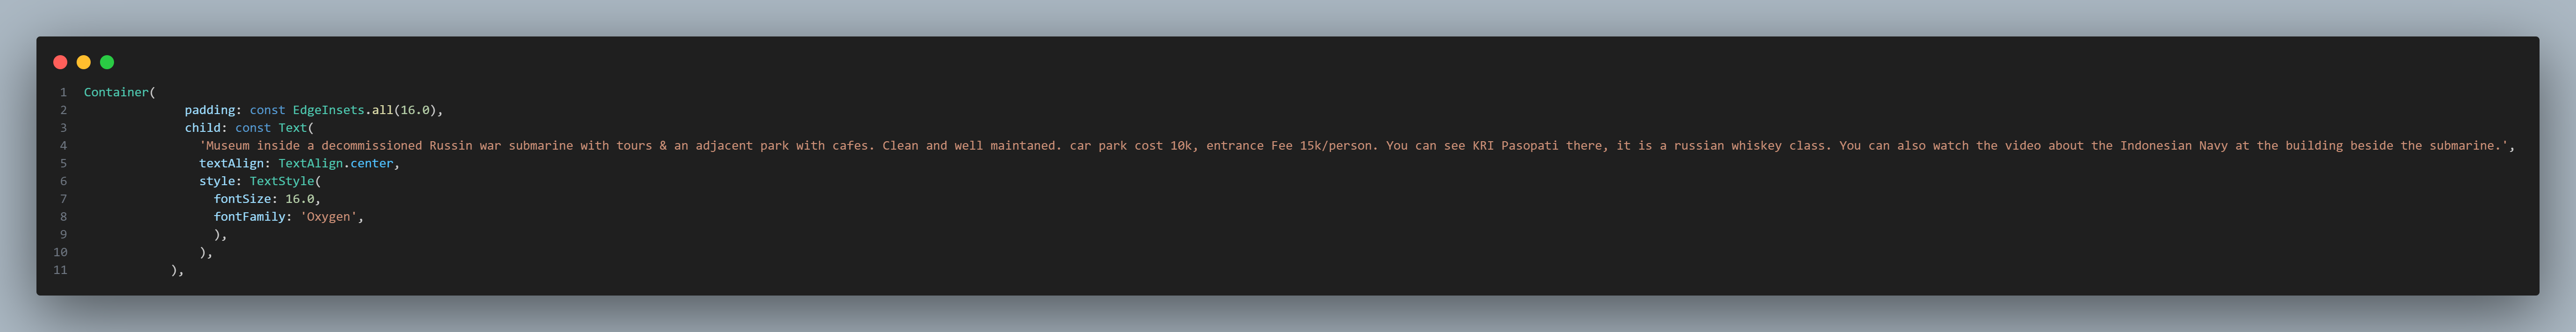 1 Container(
2 padding: const EdgeInsets.all(16.0),
3 child: const Text(
4 'Museum inside a decommissioned Russin war submarine with tours & an adjacent park with cafes. Clean and well maintaned. car park cost 10k, entrance Fee 15k/person. You can see KRI Pasopati there, it is a russian whiskey class. You can also watch the video about the Indonesian Navy at the building beside the submarine.',
5 textAlign: TextAlign.center,
6 style: TextStyle(
7 fontSize: 16.0,
8 fontFamily: 'Oxygen',
9 ),
10 ),
11 ),